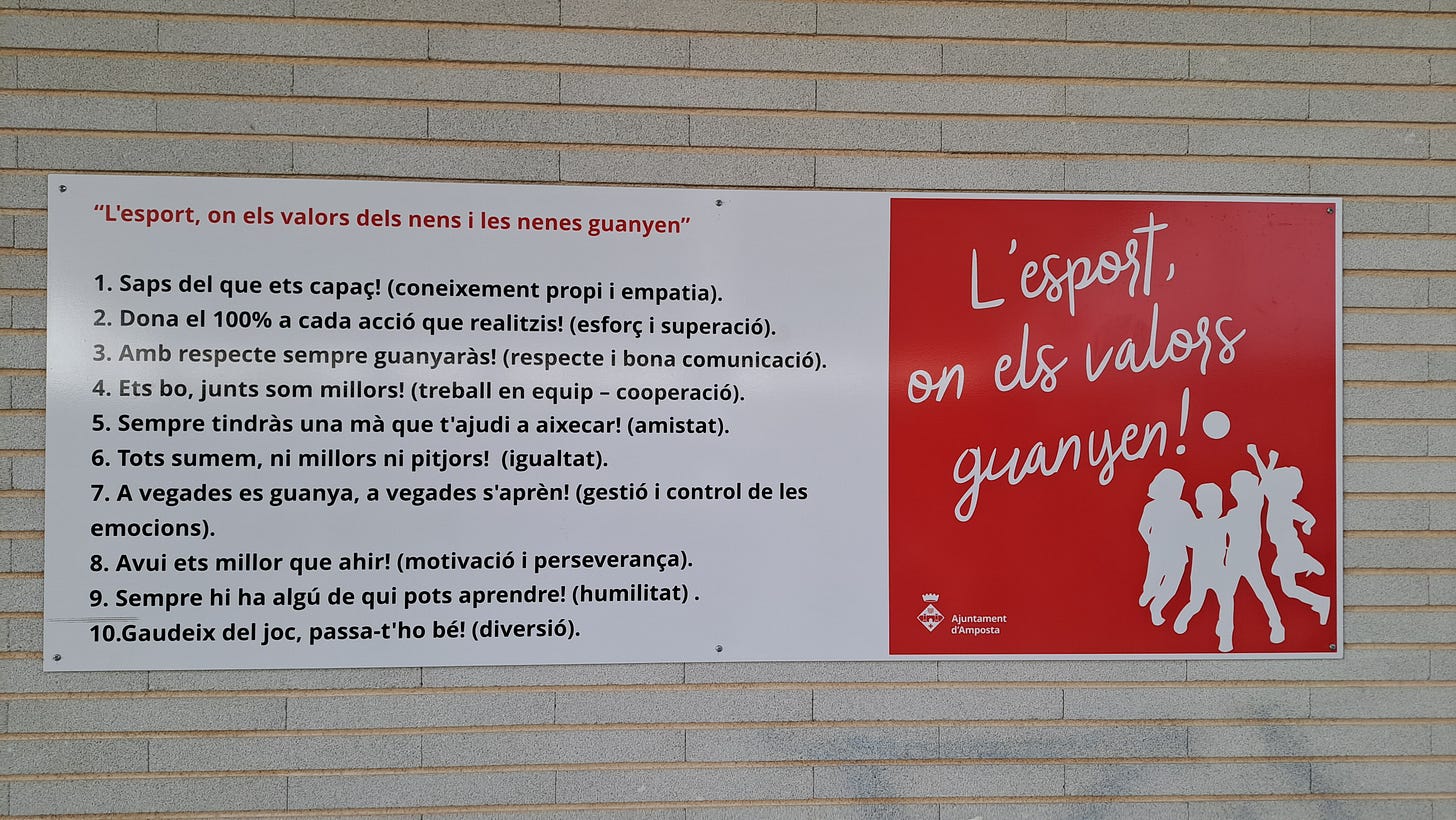 “L'esport, on els valors dels nens i les nenes guanyen”
1. Saps del que ets capaç! (coneixement propi i empatia).
2. Dona el 100% a cada acció que realitzis! (esforç i superació).
3. Amb respecte sempre guanyaràs! (respecte i bona comunicació).
4. Ets bo, junts som millors! (treball en equip – cooperació).
5. Sempre tindràs una mà que t'ajudi a aixecar! (amistat).
6. Tots sumem, ni millors ni pitjors!  (igualtat).
7. A vegades es guanya, a vegades s'aprèn! (gestió i control de les
emocions).
8. Avui ets millor que ahir! (motivació i perseverança).
9. Sempre hi ha algú de qui pots aprendre! (humilitat) .
10.Gaudeix del joc, passa-t'ho bé! (diversió).
L'esport,
on els valors
guanyen!
Ajuntament
d'Amposta